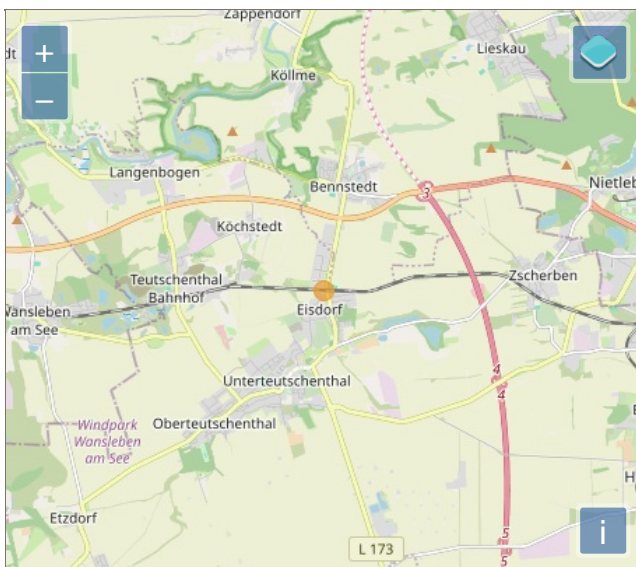 Zappendorf
+
Lieskau
Köllme
–
Langenbogen
Nietleb
Bennstedt
3
Köchstedt
Teutschenthal
Bahnhof
Zscherben
Wansleben
am See
Eisdorf
4
4
Unterteutschenthal
Oberteutschenthal
Windpark
Wansleben
am See
Etzdorf
i
L 173
5
5